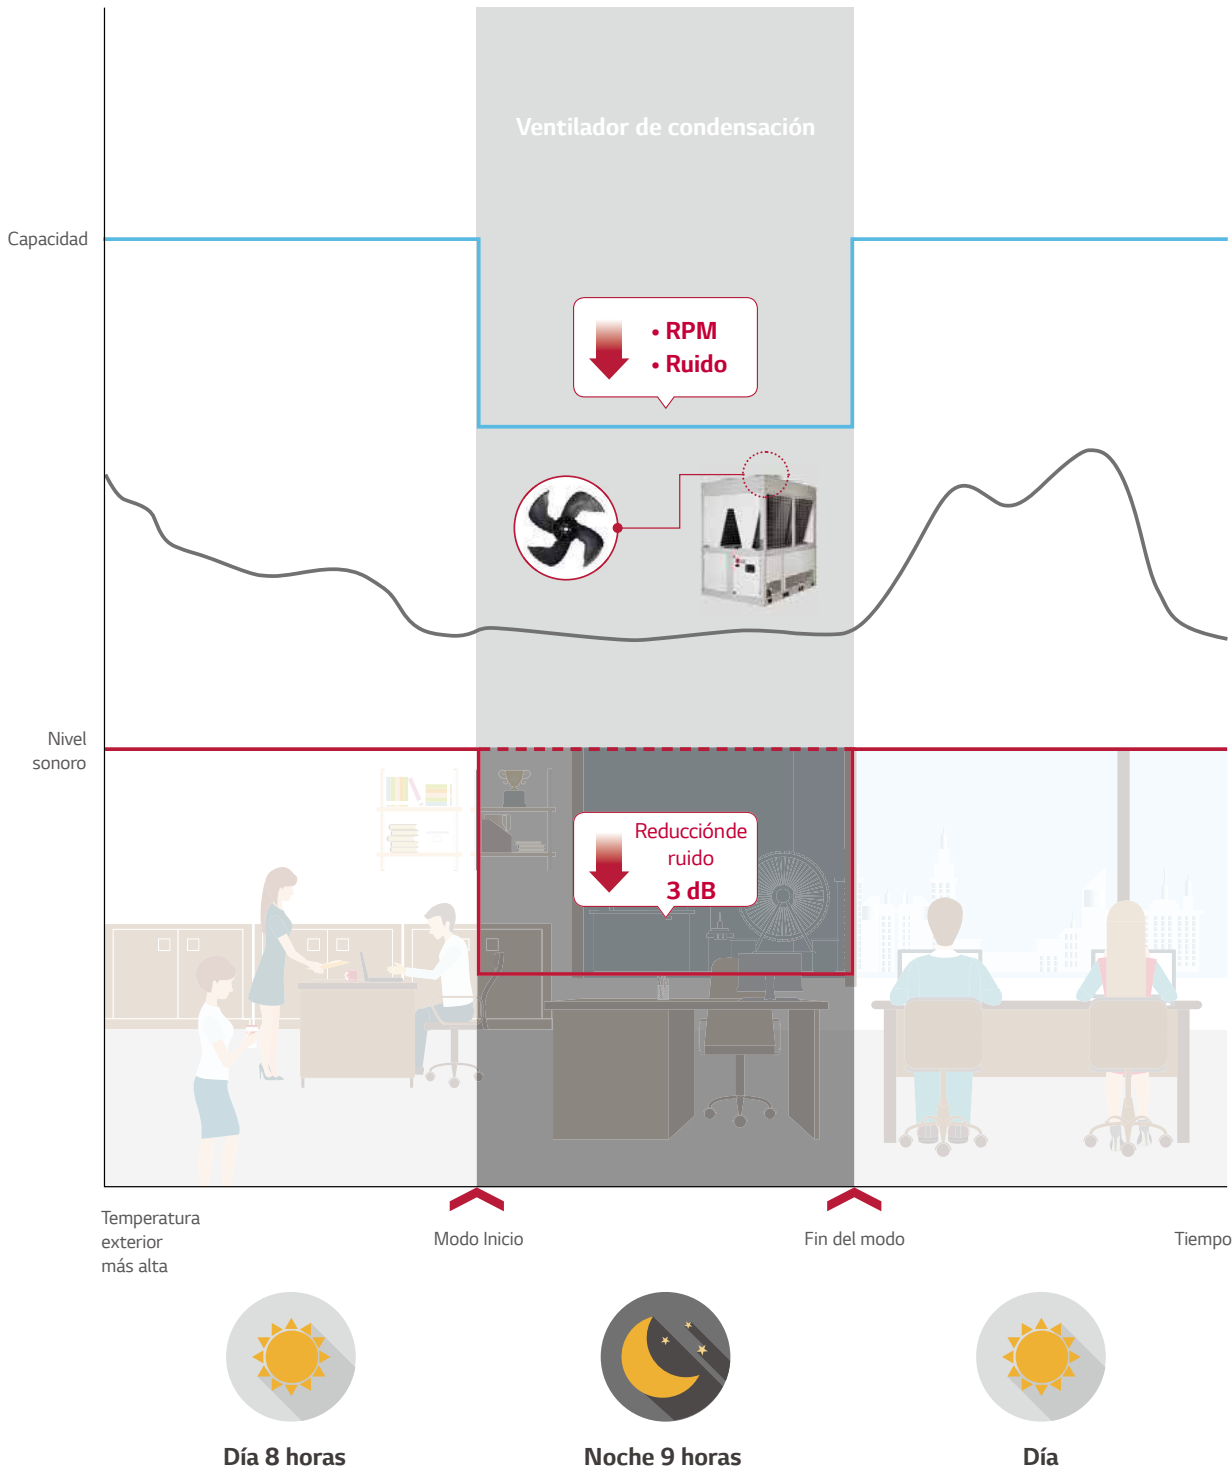 Ventilador de condensación
Capacidad
• RPM
• Ruido
Nivel
sonoro
Reducciónde
ruido
3 dB
Temperatura
exterior
más alta
Modo Inicio
Fin del modo
Tiempo
Día 8 horas
Noche 9 horas
Día